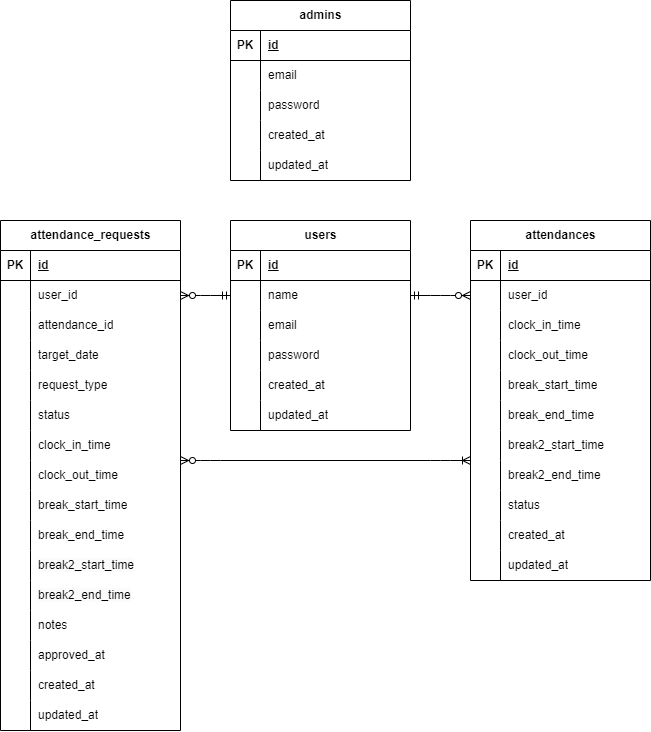 admins
PK id
email
password
created_at
updated_at
attendance_requests
PK id
user_id
attendance_id
target_date
request_type
status
clock_in_time
clock_out_time
break_start_time
break_end_time
break2_start_time
break2_end_time
notes
approved_at
created_at
updated_at
users
PK id
name
email
password
created_at
updated_at
attendances
PK id
user_id
clock_in_time
clock_out_time
break_start_time
break_end_time
break2_start_time
break2_end_time
status
created_at
updated_at